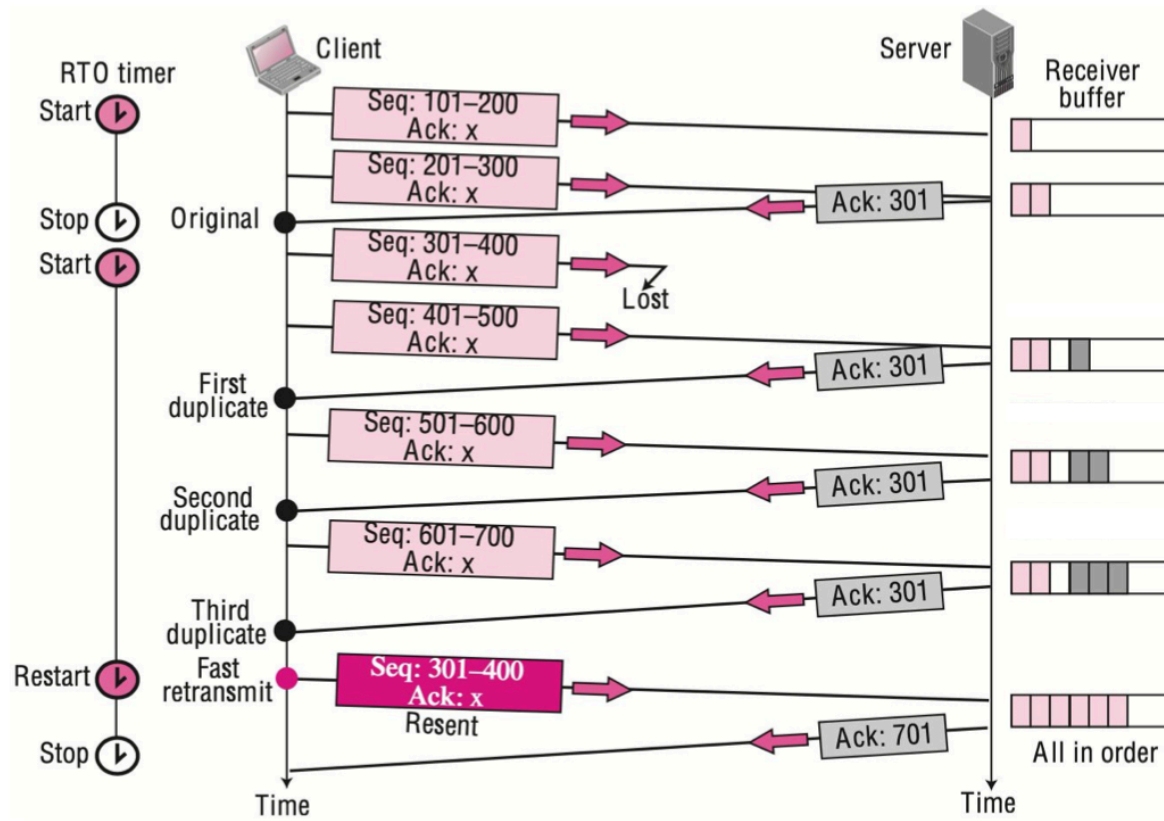 Client
Server
RTO timer
Receiver
buffer
Start
Seq: 101–200
Ack: x
Seq: 201–300
Ack: x
Ack: 301
Stop
Original
Start
Seq: 301–400
Ack: x
Lost
Seq: 401–500
Ack: x
Ack: 301
First
duplicate
Seq: 501–600
Ack: x
Ack: 301
Second
duplicate
Seq: 601–700
Ack: x
Ack: 301
Third
duplicate
Restart
Fast
retransmit
Seq: 301–400
Ack: x
Resent
Ack: 701
Stop
All in order
Time
Time